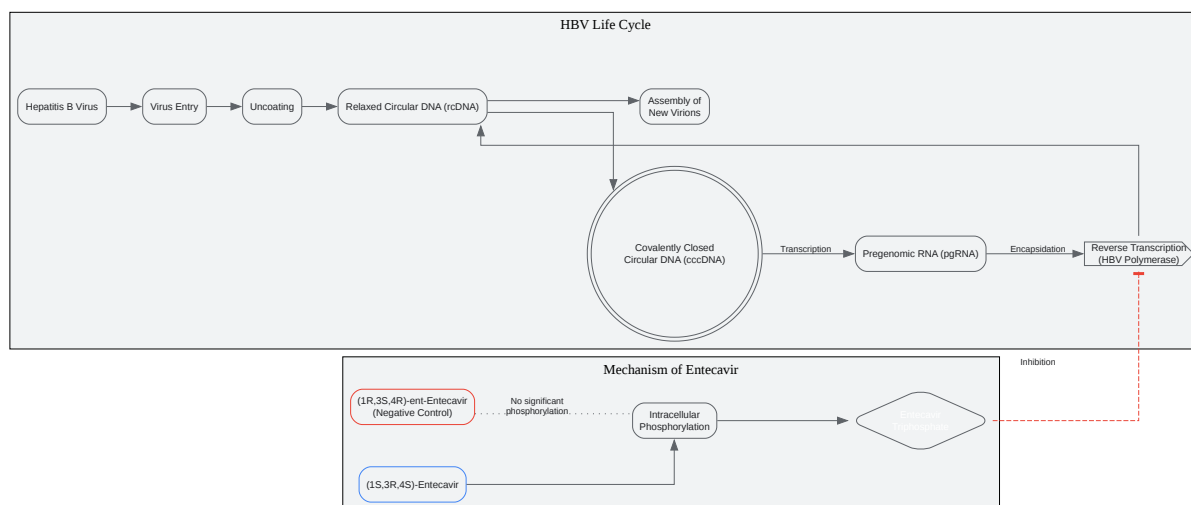 HBV Life Cycle
Hepatitis B Virus
Virus Entry
Uncoating
Relaxed Circular DNA (rcDNA)
Assembly of
New Virions
Covalently Closed
Circular DNA (cccDNA)
Transcription
Pregenomic RNA (pgRNA)
Encapsidation
Reverse Transcription
(HBV Polymerase)
Inhibition
Mechanism of Entecavir
(1R,3S,4R)-ent-Entecavir
(Negative Control)
No significant
phosphorylation
Intracellular
Phosphorylation
Entecavir
Triphosphate
(1S,3R,4S)-Entecavir